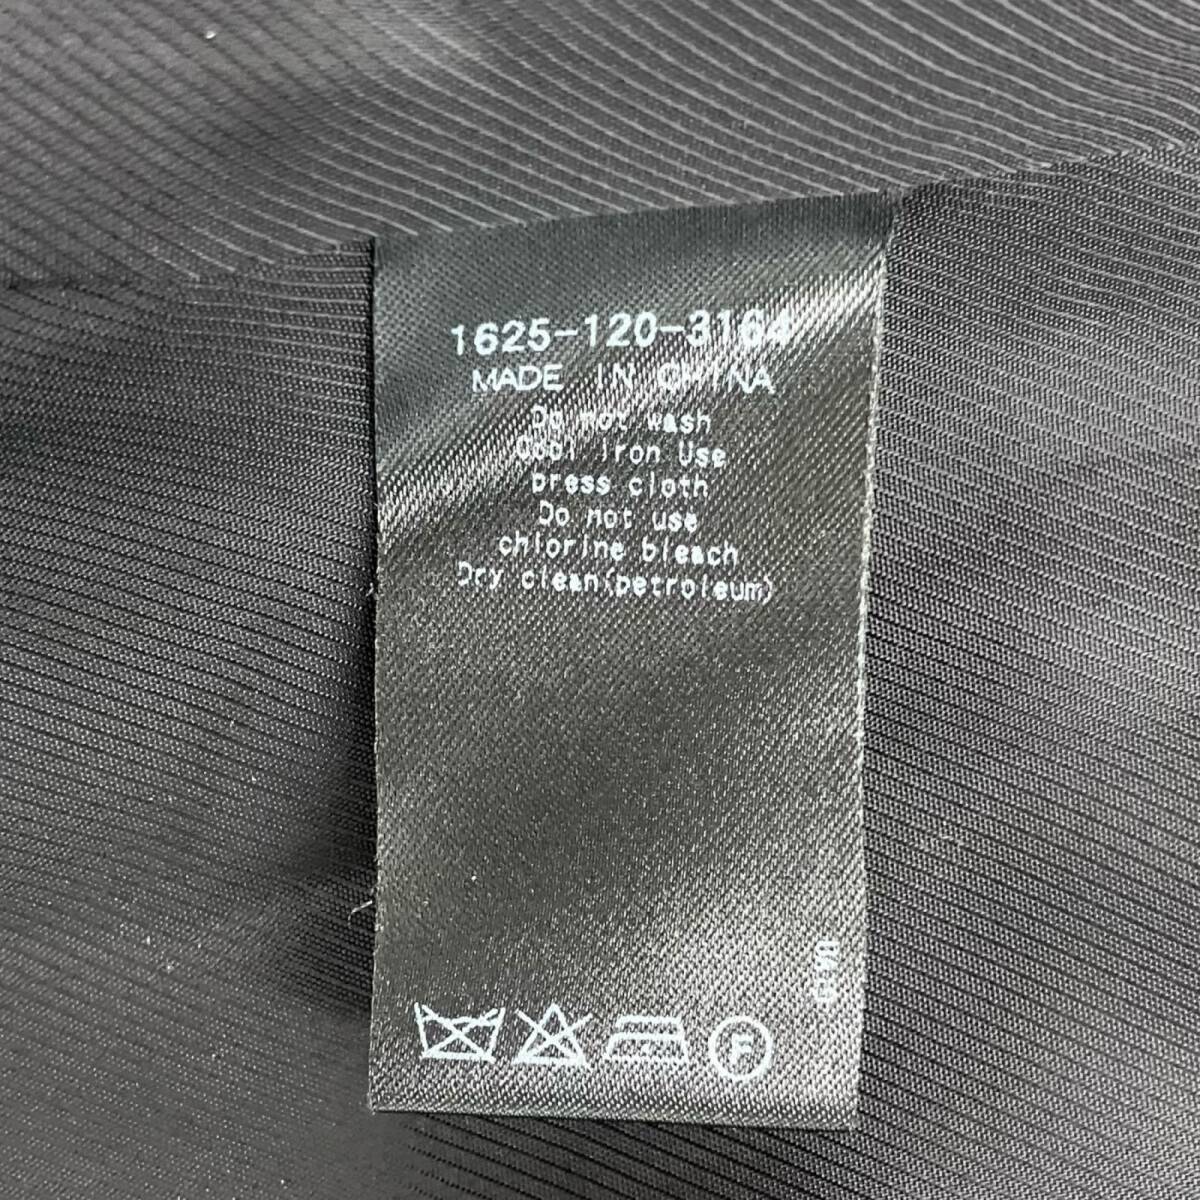 1625-120-3164
MADE IN CHINA
Do not wash
Cool iron Use
press cloth
Do not use
chlorine bleach
Dry clean(petroleum)
F